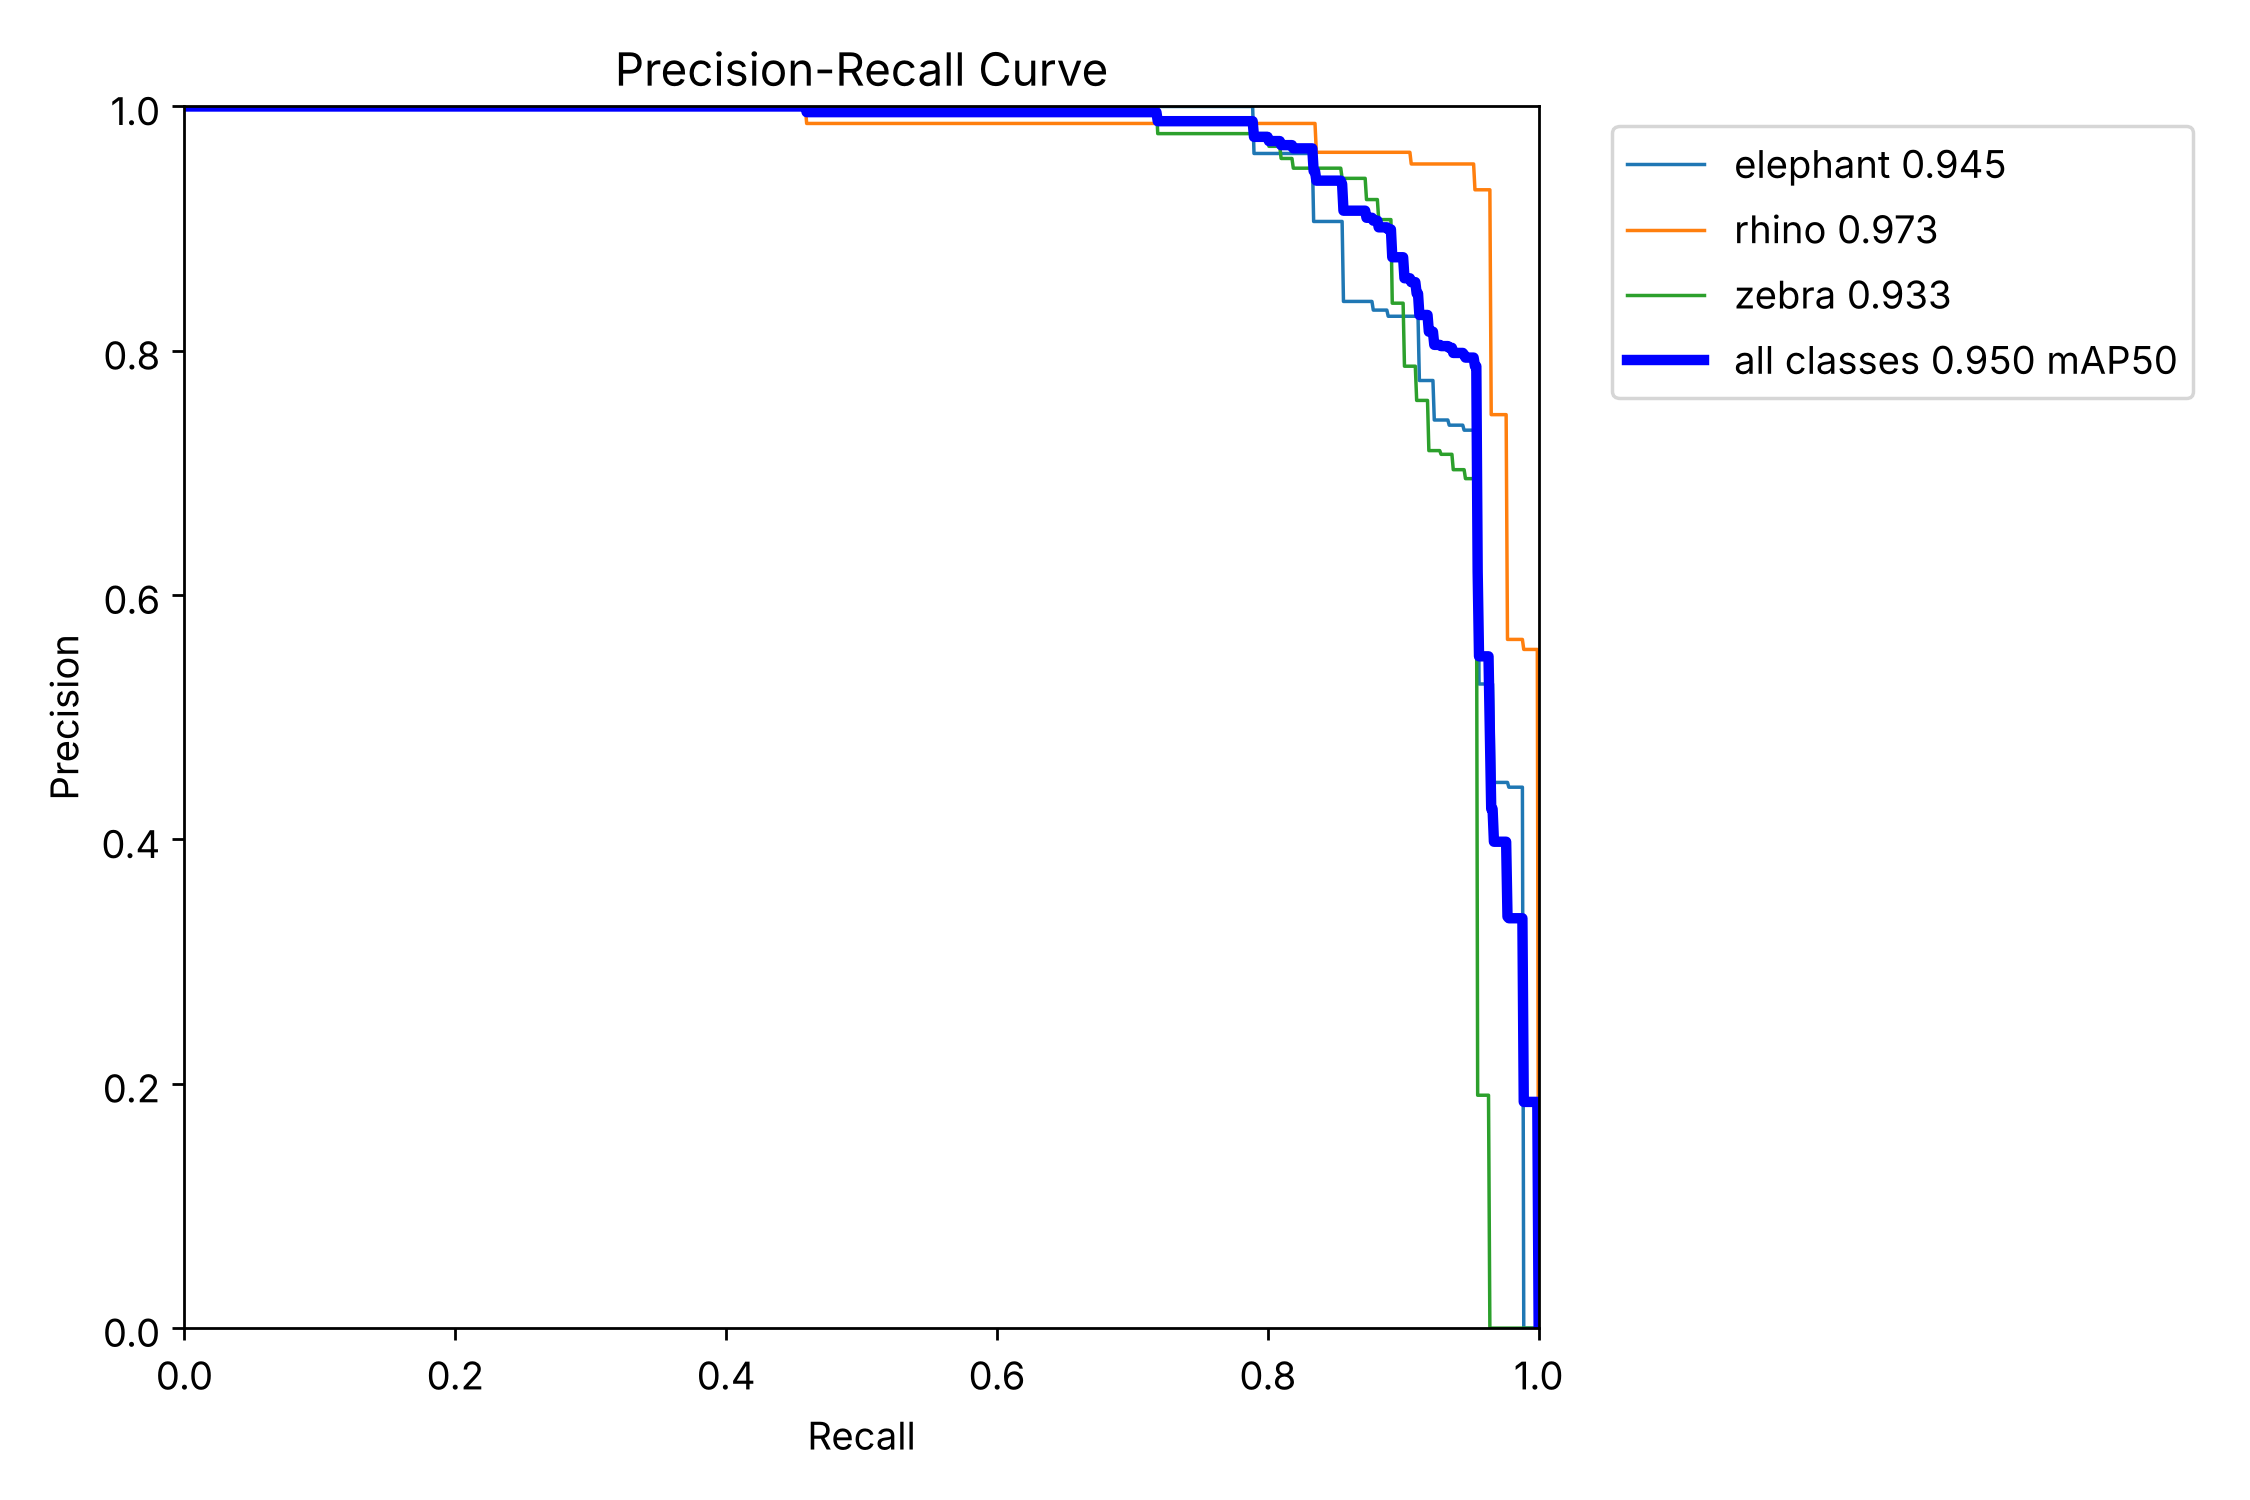 Precision-Recall Curve
1.0
0.8
0.6
0.4
0.2
0.0
Precision
0.0 0.2 0.4 0.6 0.8 1.0
Recall
elephant 0.945
rhino 0.973
zebra 0.933
all classes 0.950 mAP50